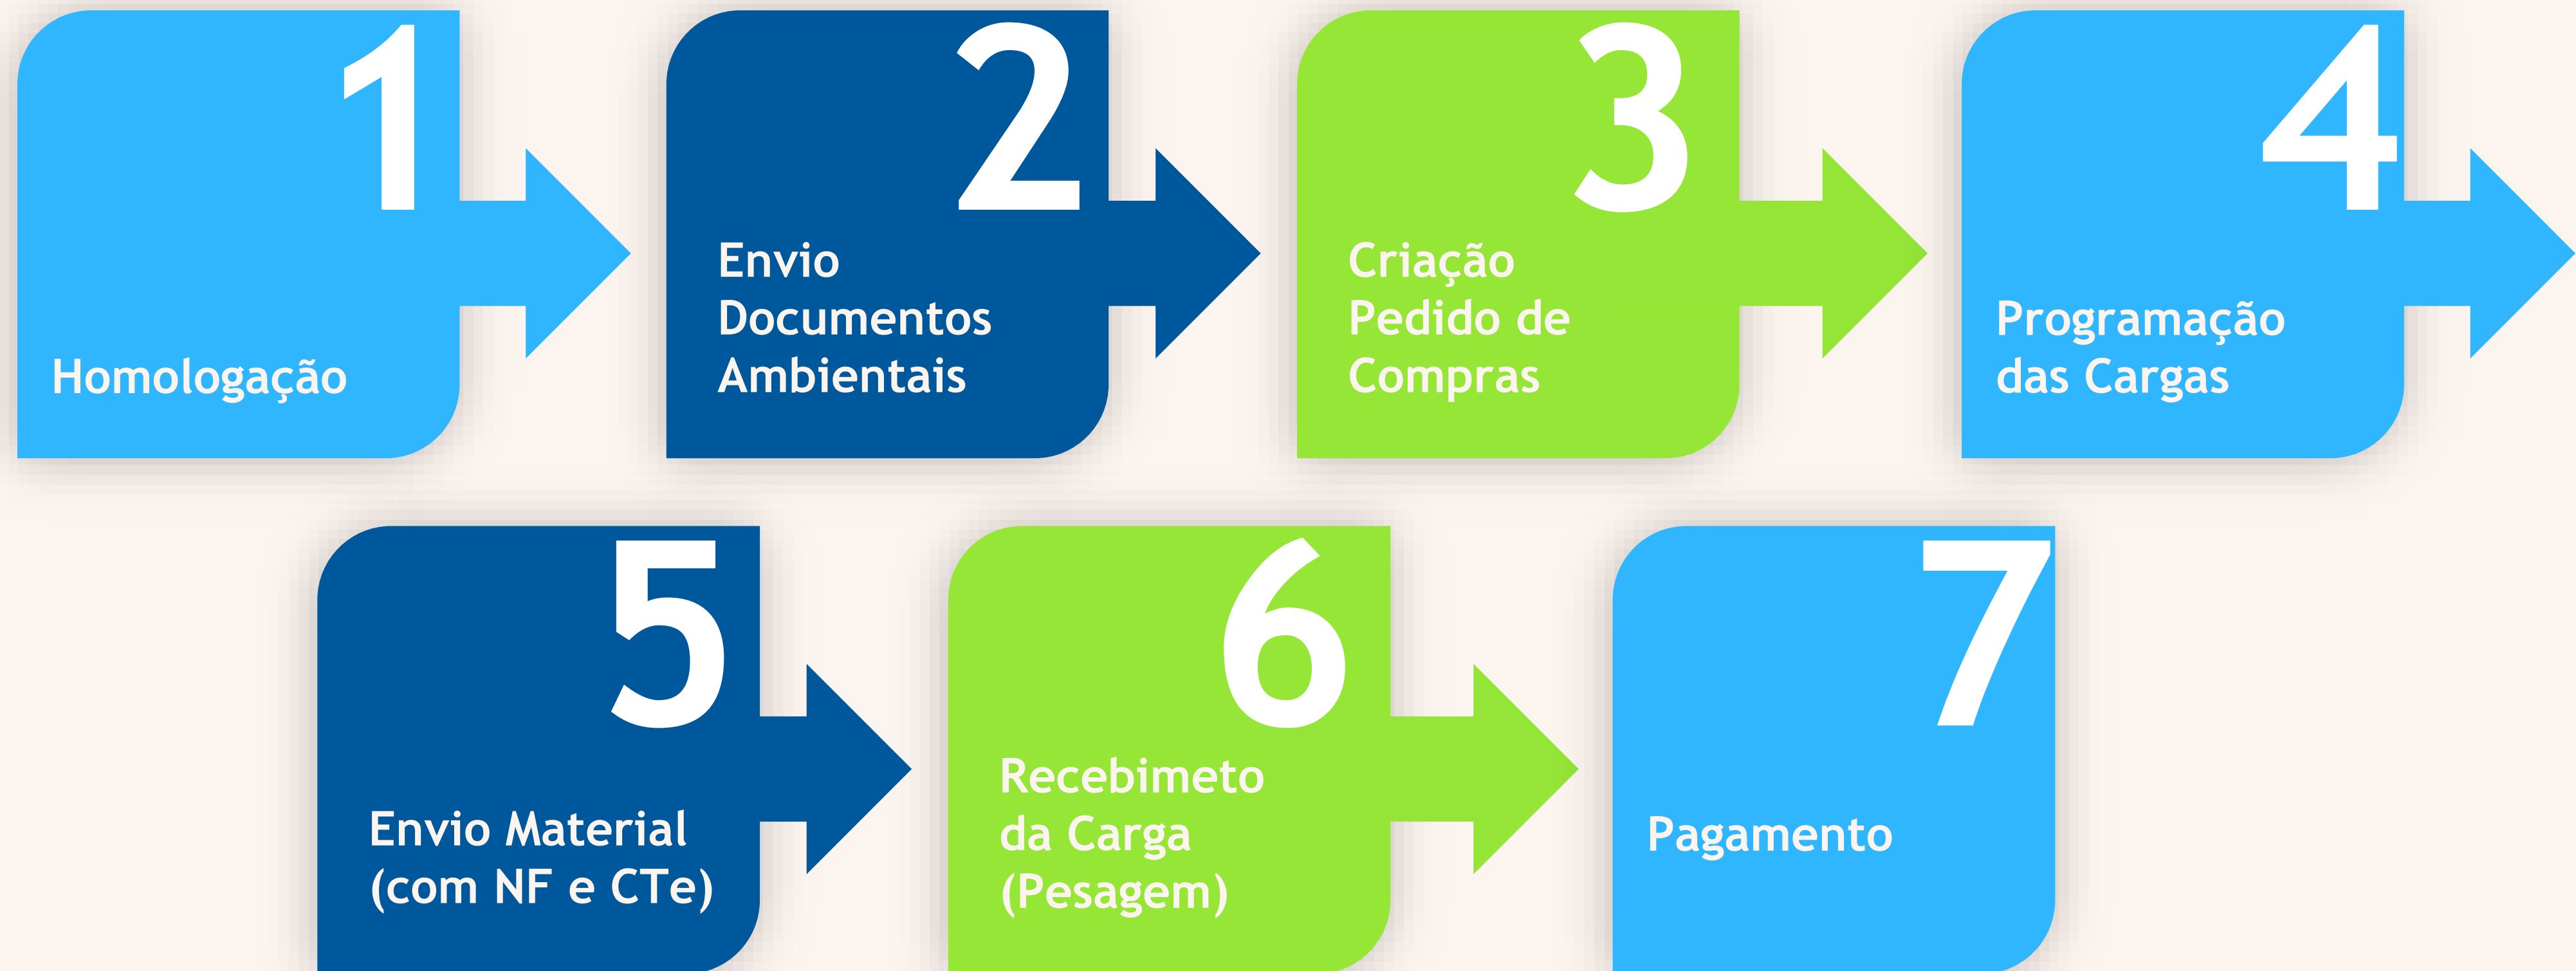 1
Homologação
2
Envio
Documentos
Ambientais
3
Criação
Pedido de
Compras
4
Programação
das Cargas
5
Envio Material
(com NF e CTe)
6
Recebimeto
da Carga
(Pesagem)
7
Pagamento